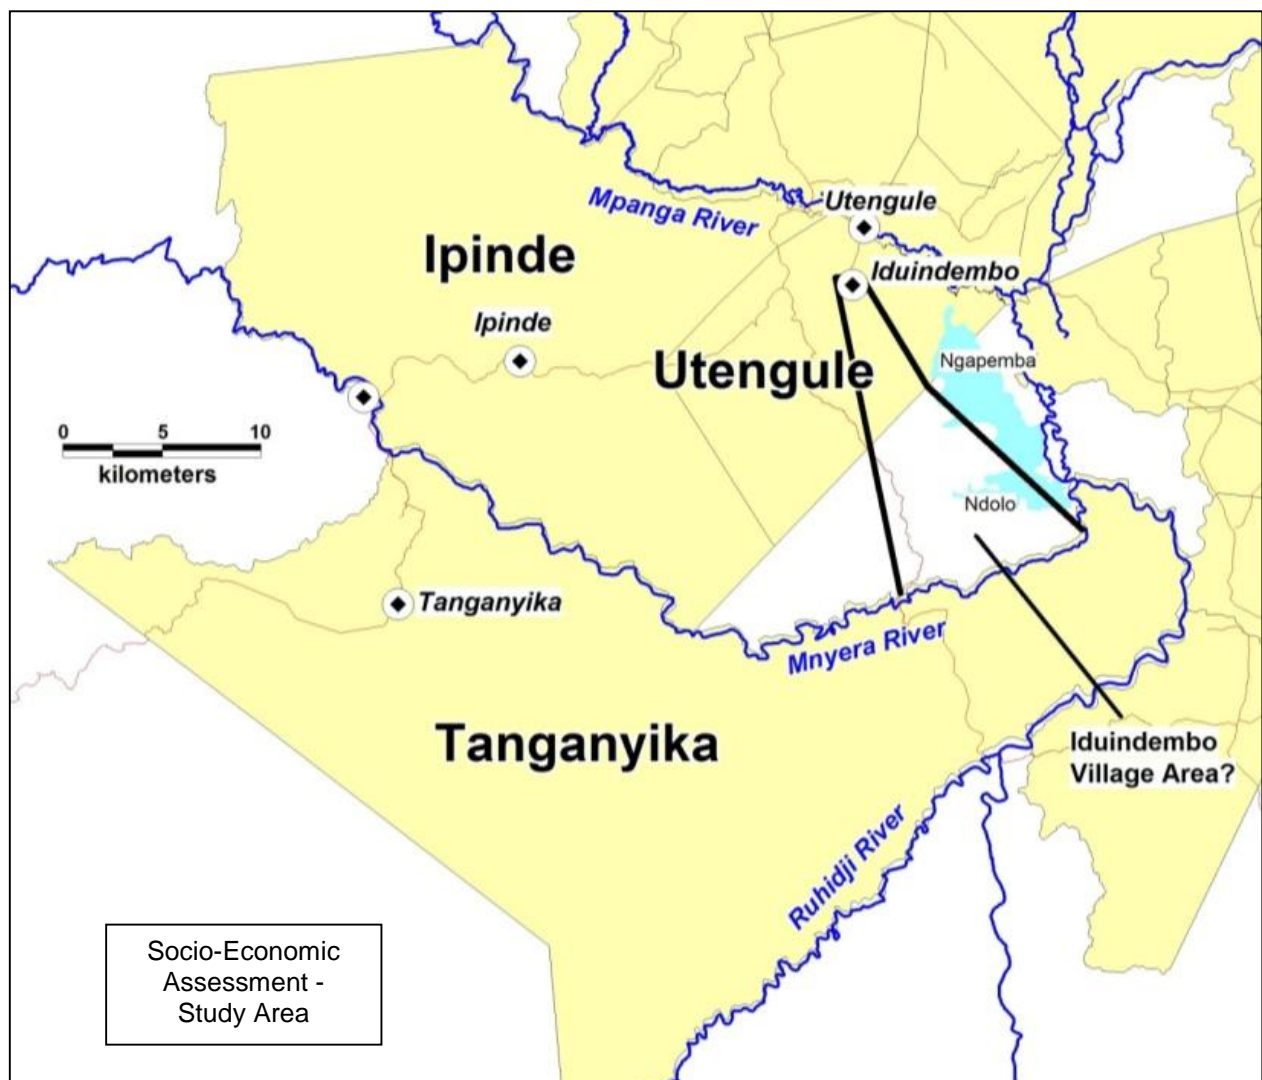 Mpanga River
Utengule
Ipinde
Iduindembo
Ipinde
Utengule
Ngapemba
0 5 10
kilometers
Ndolo
Tanganyika
Mnyera River
Tanganyika
Iduindembo
Village Area?
Ruhidji River
Socio-Economic
Assessment -
Study Area